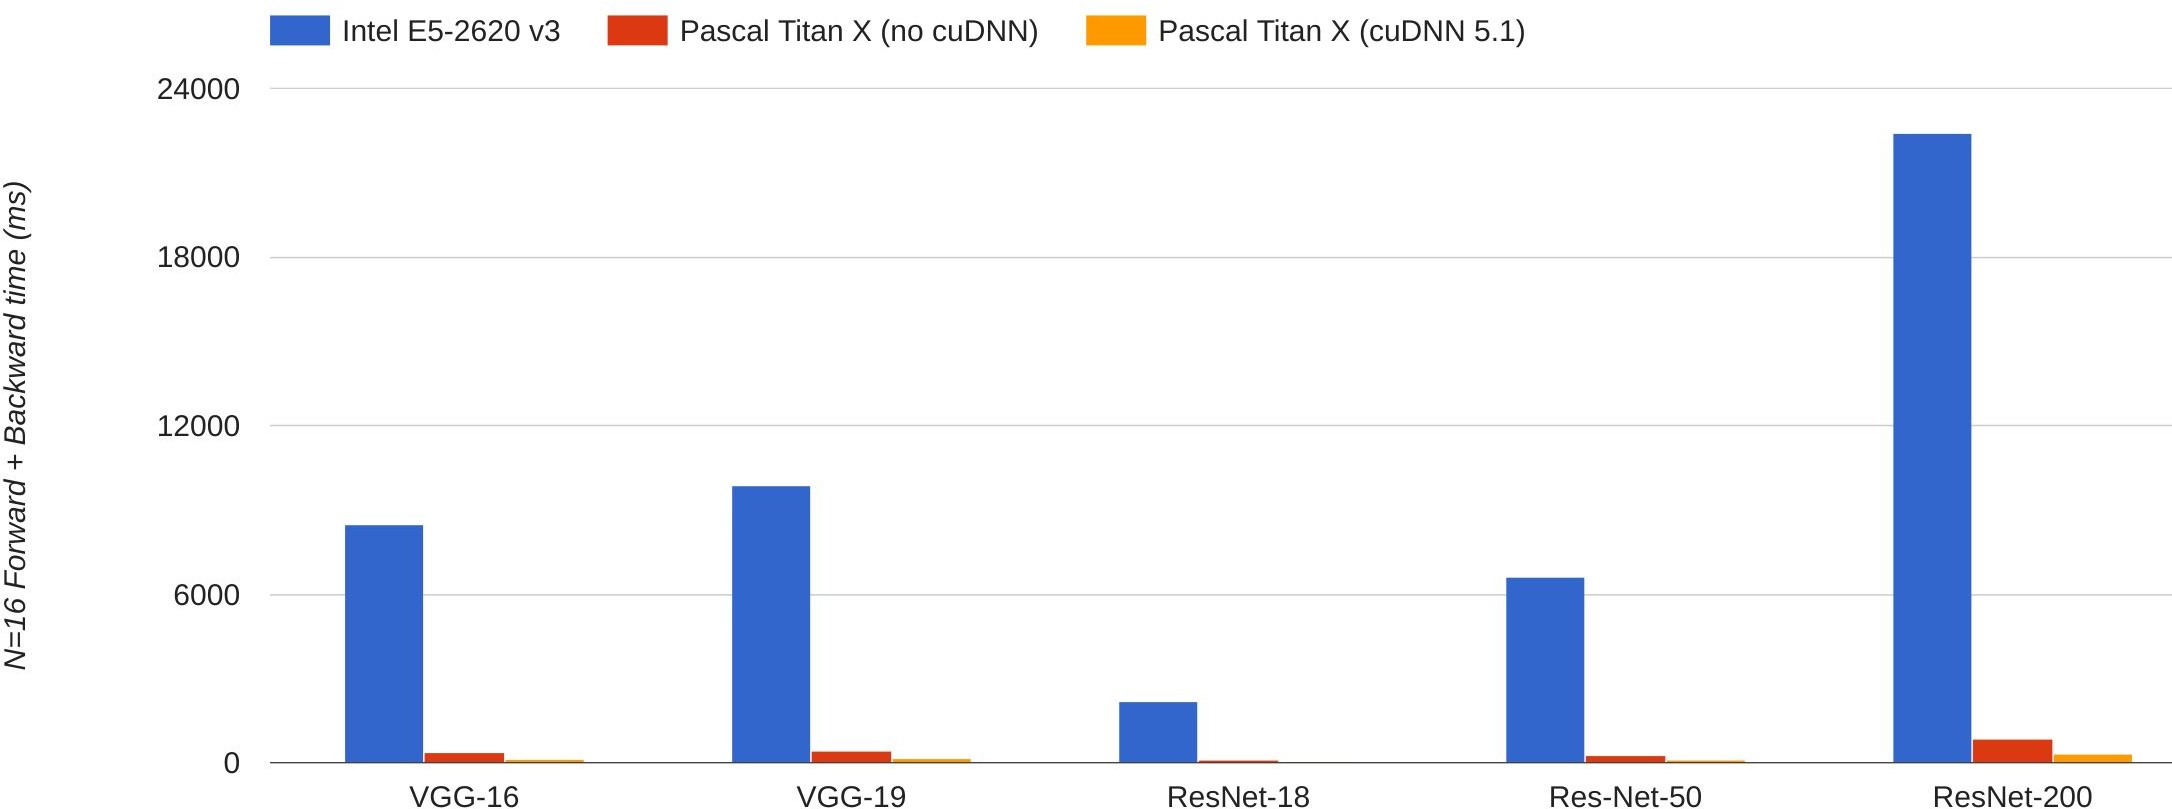 Intel E5-2620 v3 Pascal Titan X (no cuDNN) Pascal Titan X (cuDNN 5.1)
N=16 Forward + Backward time (ms)
24000
18000
12000
6000
0
VGG-16 VGG-19 ResNet-18 Res-Net-50 ResNet-200